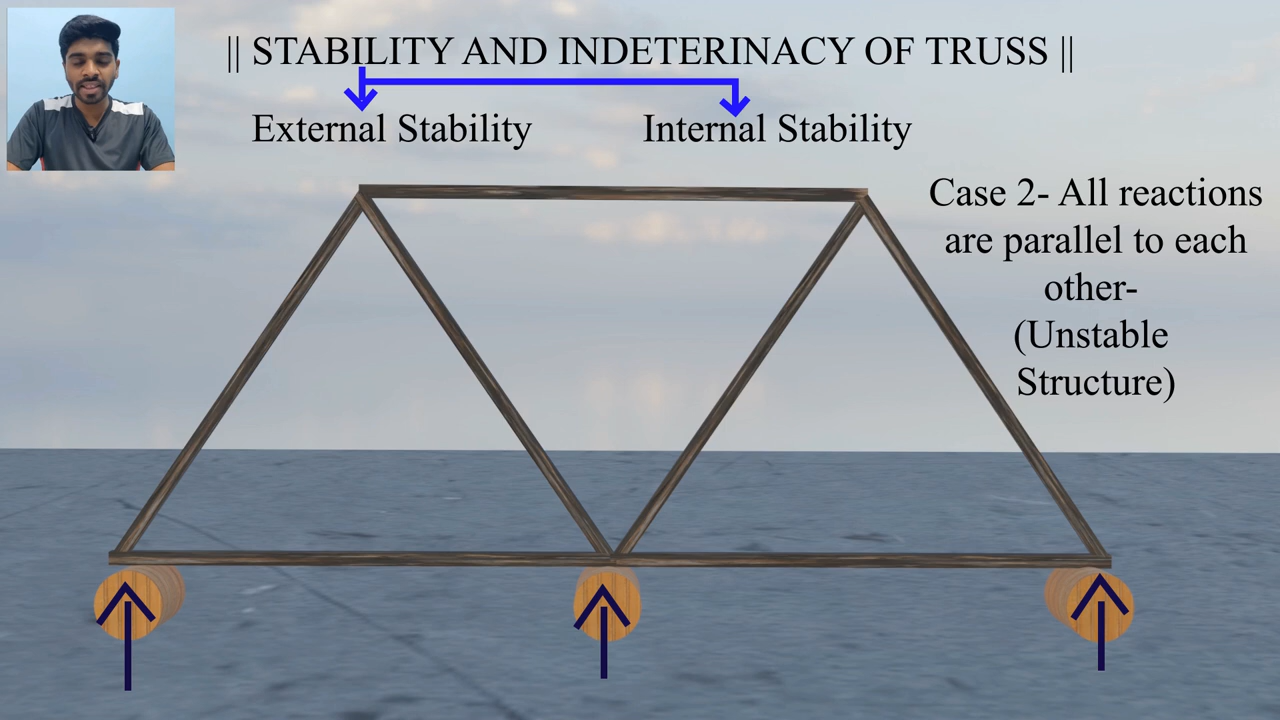 || STABILITY AND INDETERINACY OF TRUSS ||
External Stability
Internal Stability
Case 2- All reactions
are parallel to each
other-
(Unstable
Structure)